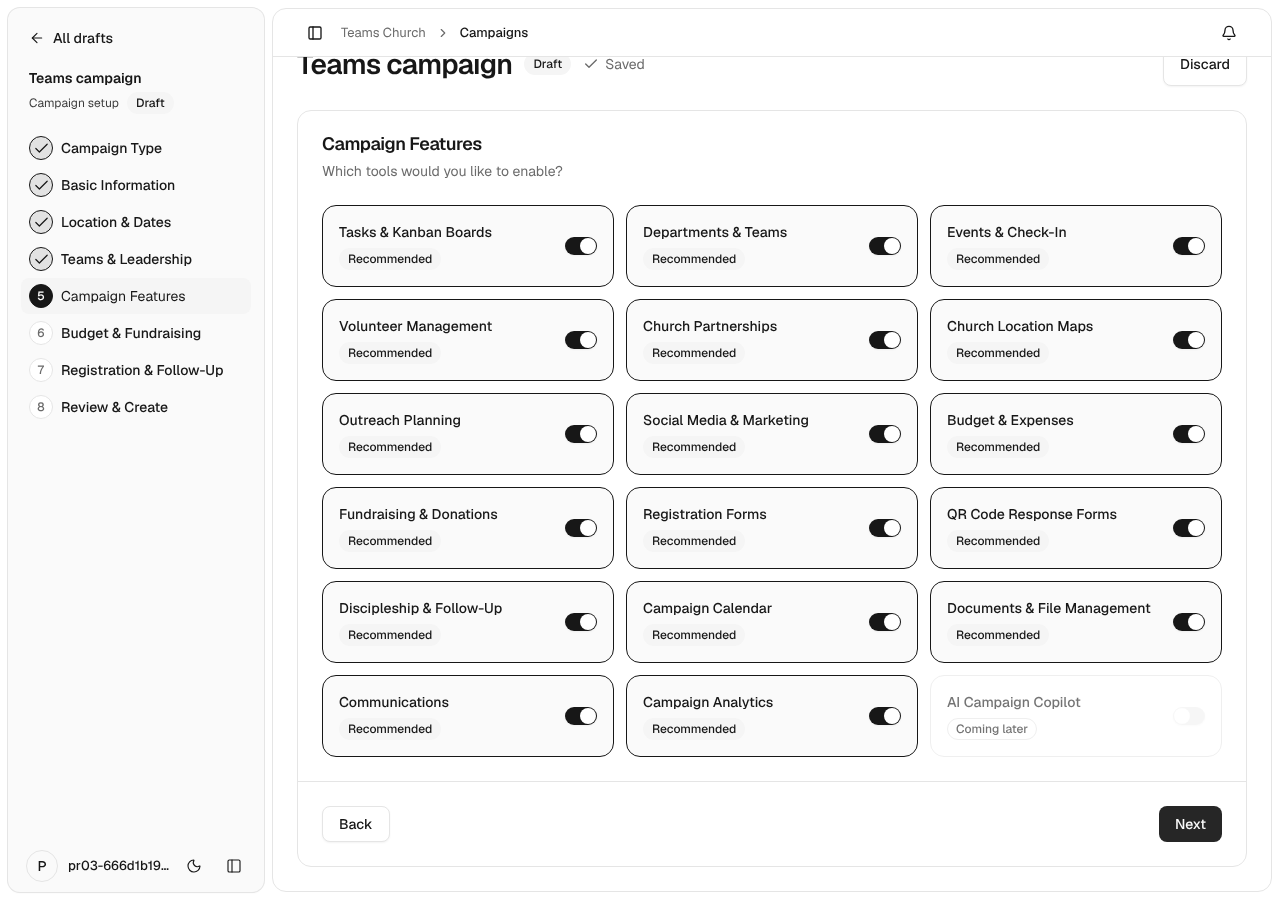 All drafts
Teams campaign
Campaign setup Draft
Campaign Type
Basic Information
Location & Dates
Teams & Leadership
5 Campaign Features
6 Budget & Fundraising
7 Registration & Follow-Up
8 Review & Create
P pr03-666d1b19...
Teams Church > Campaigns
Teams campaign Draft Saved
Discard
Campaign Features
Which tools would you like to enable?
Tasks & Kanban Boards
Recommended
Departments & Teams
Recommended
Events & Check-In
Recommended
Volunteer Management
Recommended
Church Partnerships
Recommended
Church Location Maps
Recommended
Outreach Planning
Recommended
Social Media & Marketing
Recommended
Budget & Expenses
Recommended
Fundraising & Donations
Recommended
Registration Forms
Recommended
QR Code Response Forms
Recommended
Discipleship & Follow-Up
Recommended
Campaign Calendar
Recommended
Documents & File Management
Recommended
Communications
Recommended
Campaign Analytics
Recommended
AI Campaign Copilot
Coming later
Back
Next